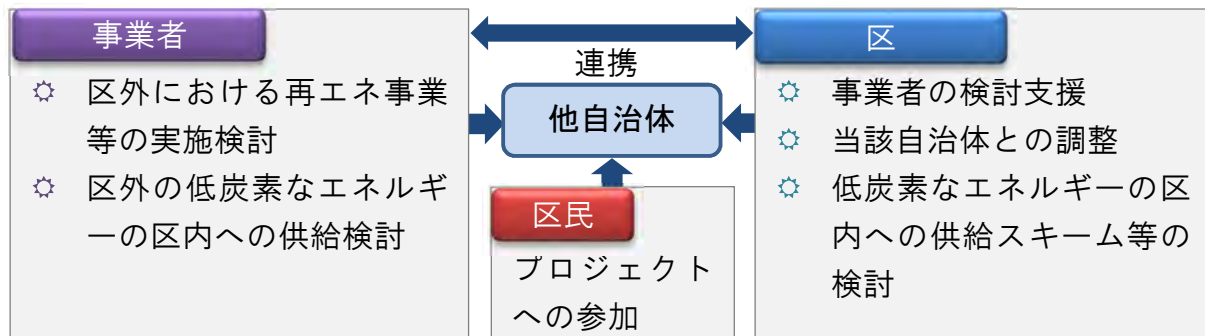 事業者
区外における再エネ事業
等の実施検討
区外の低炭素なエネルギ
ーの区内への供給検討
連携
他自治体
区民
プロジェクト
への参加
区
事業者の検討支援
当該自治体との調整
低炭素なエネルギーの区
内への供給スキーム等の
検討